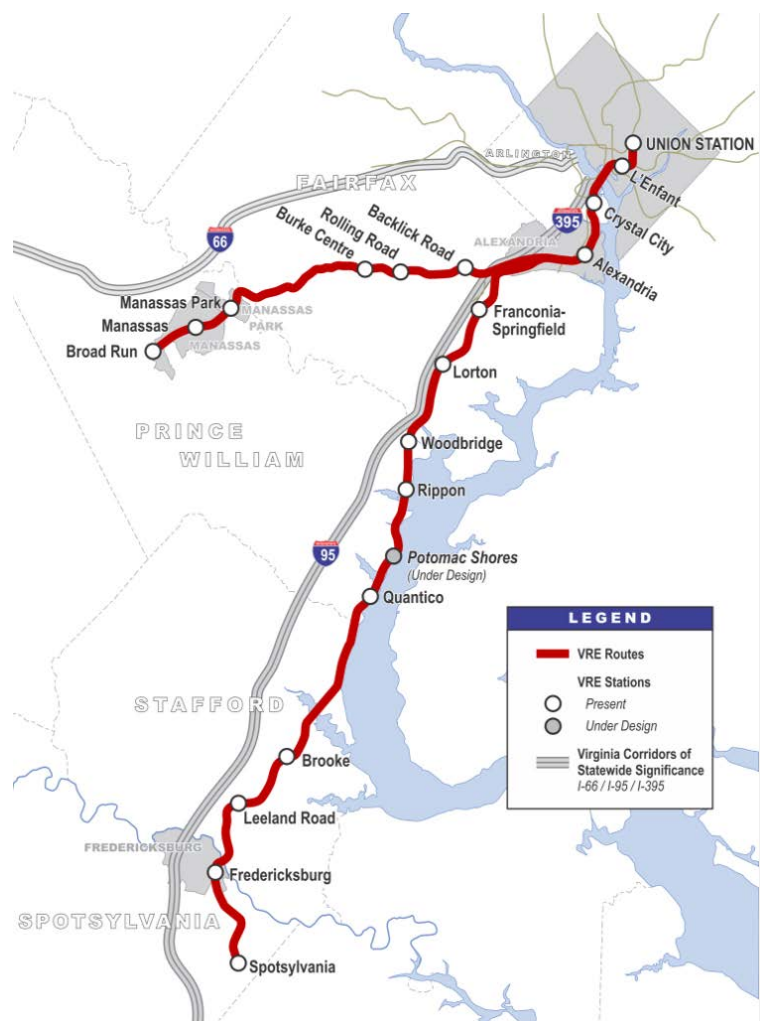 UNION STATION
ARLINGTON
L'Enfant
FAIRFAX
Crystal City
395
Backlick Road
Rolling Road
Burke Centre
66
ALEXANDRIA
Alexandria
Manassas Park
MANASSAS
PARK
Franconia-
Springfield
Manassas
MANASSAS
Broad Run
Lorton
PRINCE
WILLIAM
Woodbridge
Rippon
95
Potomac Shores
(Under Design)
Quantico
LEGEND
VRE Routes
VRE Stations
Present
Under Design
Virginia Corridors of
Statewide Significance
I-66 / I-95 / I-395
STAFFORD
Brooke
Leeland Road
FREDERICKSBURG
Fredericksburg
SPOTSYLVANIA
Spotsylvania